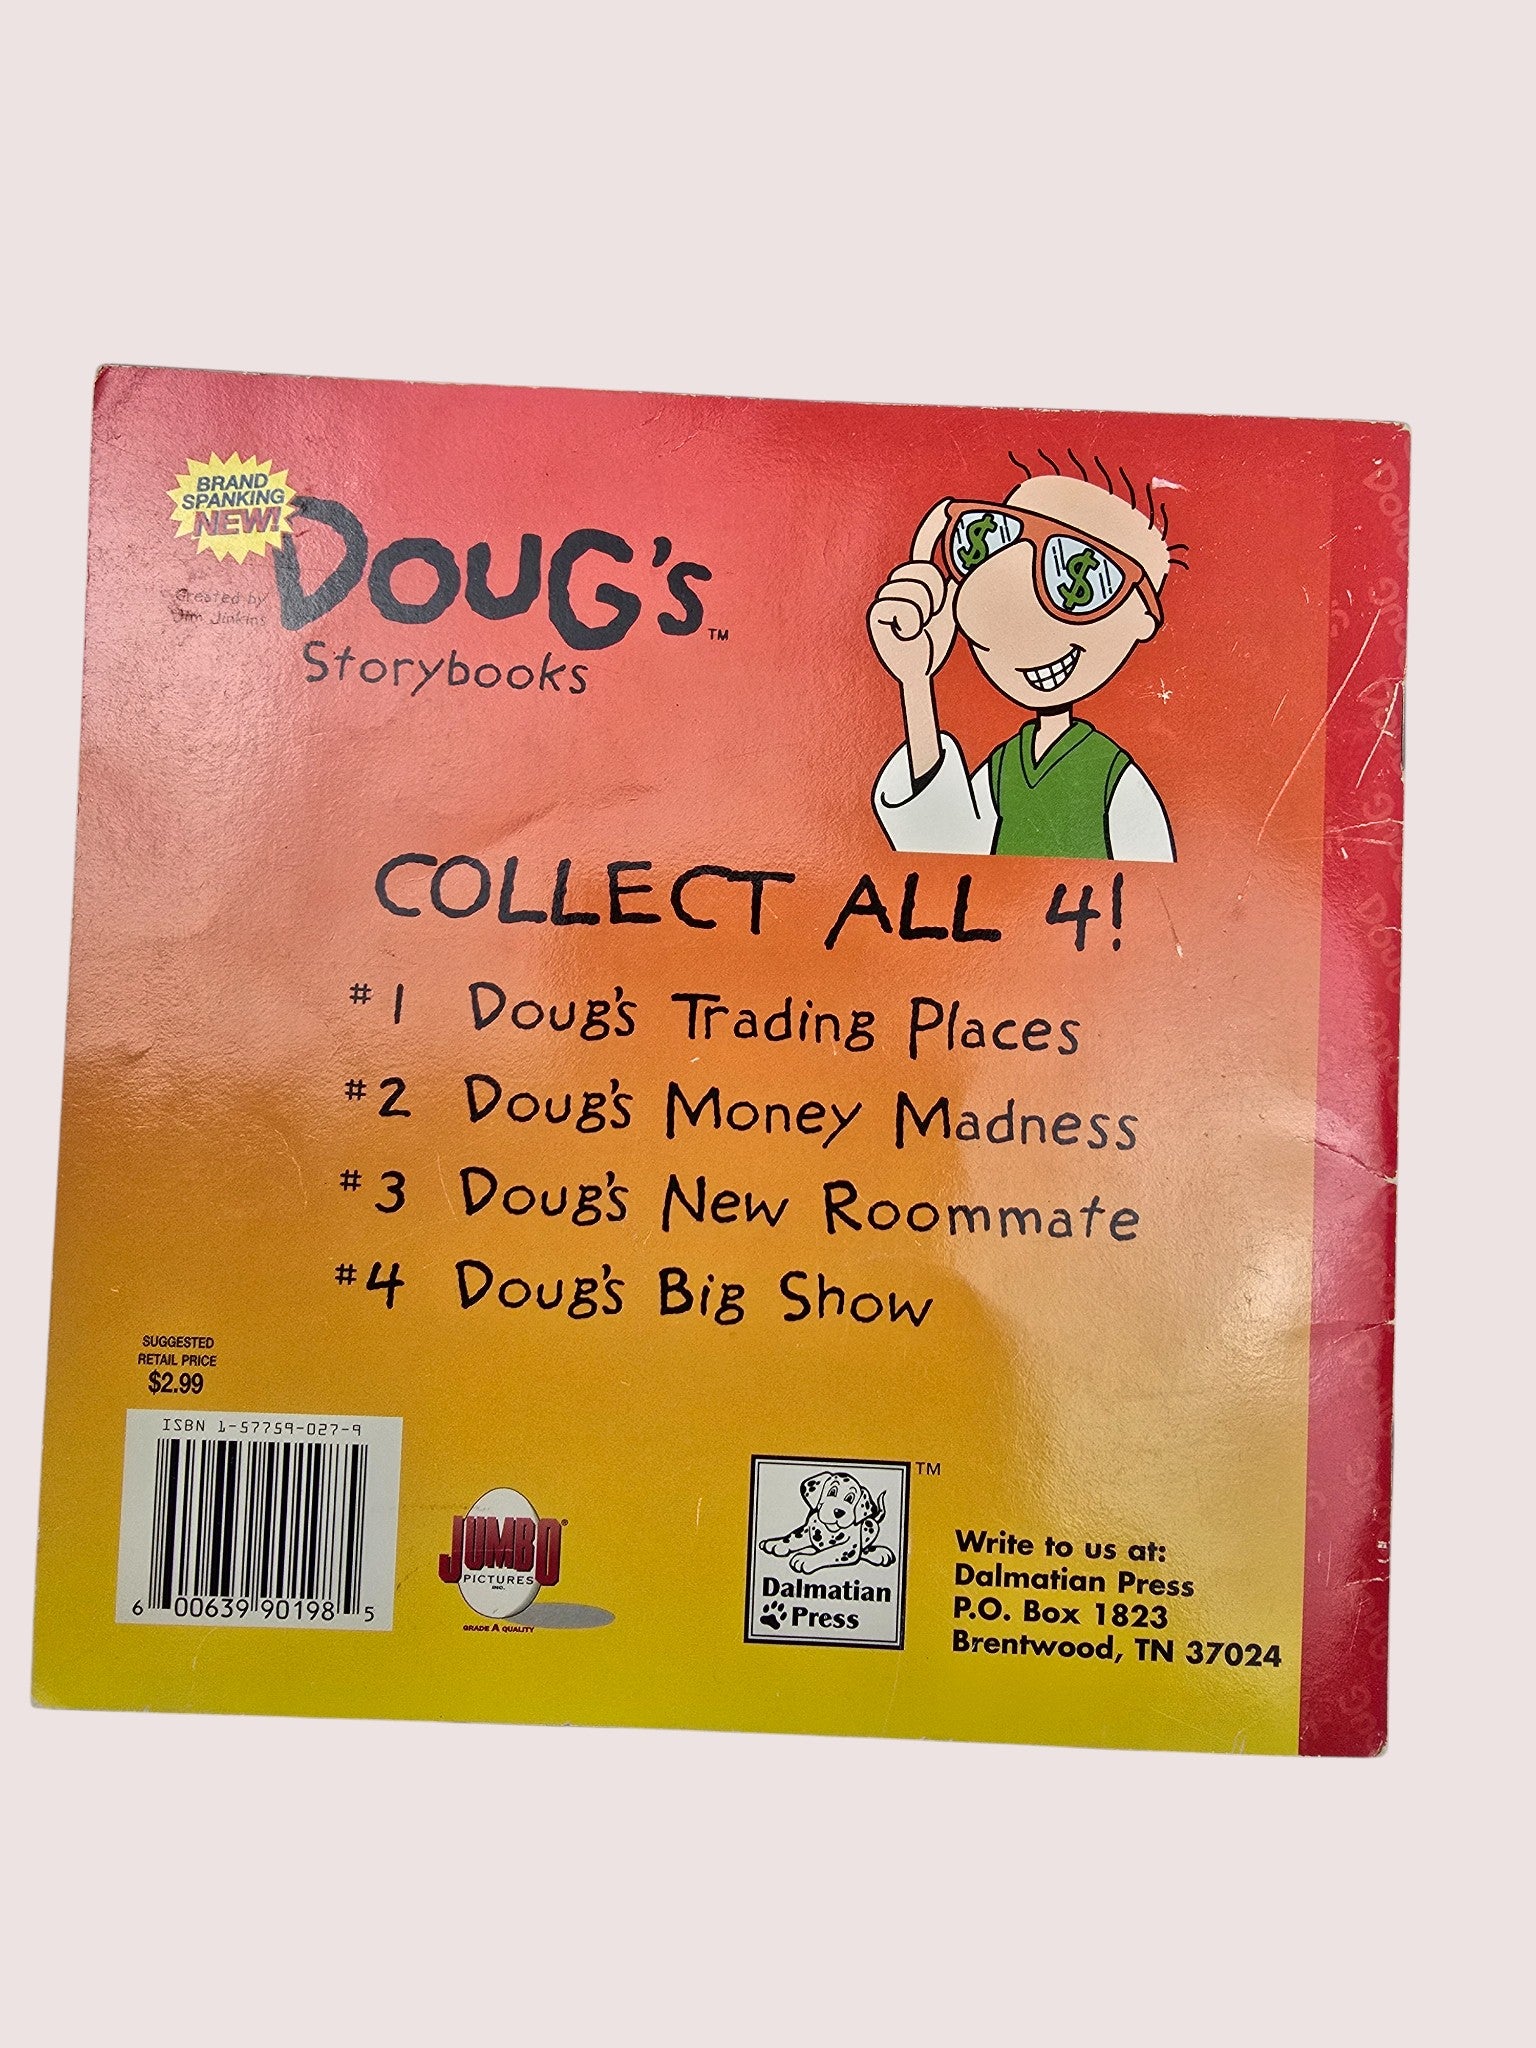 BRAND
SPANKING
NEW!
DOUG'S™
Created by
Jim Jinkins
Storybooks
COLLECT ALL 4!
#1 Doug's Trading Places
#2 Doug's Money Madness
#3 Doug's New Roommate
#4 Doug's Big Show
SUGGESTED
RETAIL PRICE
$2.99
ISBN 1-57759-027-9
6 00639 90198 5
JUMBO®
PICTURES
INC.
GRADE A QUALITY
Dalmatian
Press
TM
Write to us at:
Dalmatian Press
P.O. Box 1823
Brentwood, TN 37024